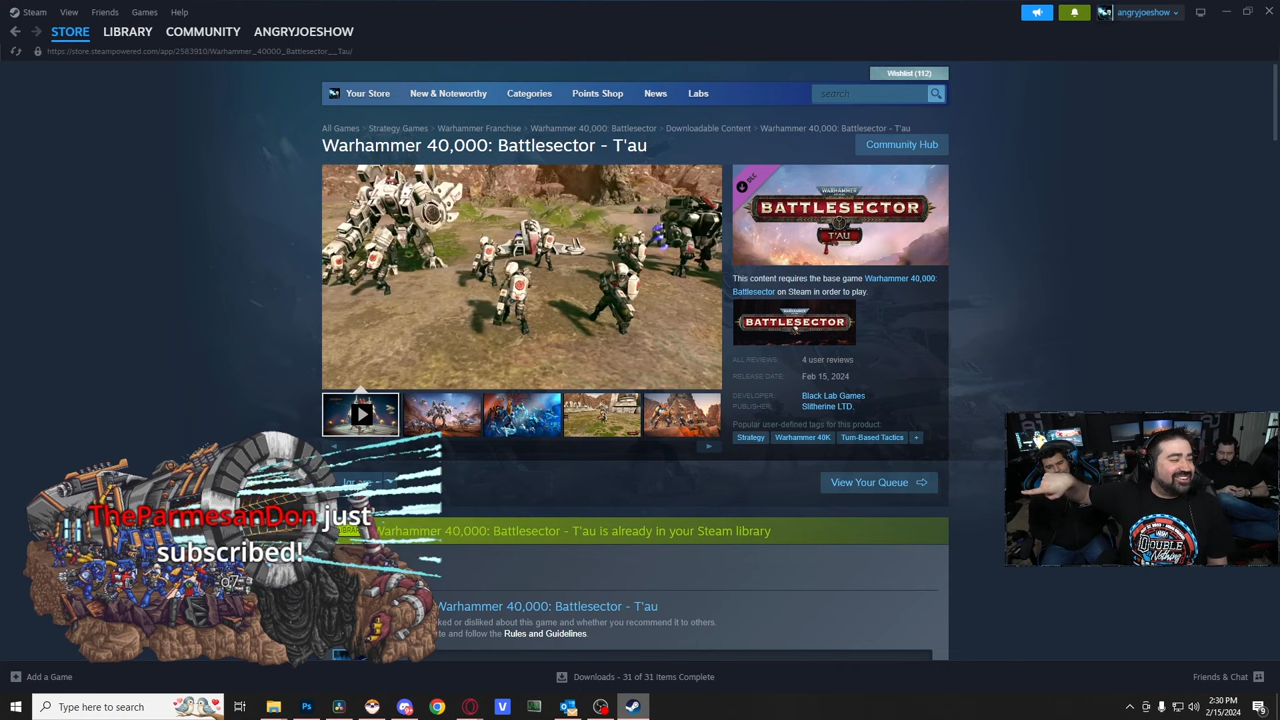 Steam View Friends Games Help
angryjoeshow
STORE LIBRARY COMMUNITY ANGRYJOESHOW
https://store.steampowered.com/app/2583910/Warhammer_40000_Battlesector__Tau/
Wishlist (112)
Your Store New & Noteworthy Categories Points Shop News Labs
search
All Games > Strategy Games > Warhammer Franchise > Warhammer 40,000: Battlesector > Downloadable Content > Warhammer 40,000: Battlesector - T'au
Warhammer 40,000: Battlesector - T'au
Community Hub
DLC
WARHAMMER
BATTLESECTOR
T'AU
This content requires the base game Warhammer 40,000:
Battlesector on Steam in order to play.
WARHAMMER
BATTLESECTOR
ALL REVIEWS: 4 user reviews
RELEASE DATE: Feb 15, 2024
DEVELOPER: Black Lab Games
PUBLISHER: Slitherine LTD.
Popular user-defined tags for this product:
Strategy Warhammer 40K Turn-Based Tactics +
View Your Queue
TheParmesanDon just
subscribed!
Warhammer 40,000: Battlesector - T'au is already in your Steam library
Warhammer 40,000: Battlesector - T'au
ked or disliked about this game and whether you recommend it to others.
te and follow the Rules and Guidelines.
DOUBLE
Add a Game
Downloads - 31 of 31 Items Complete
Friends & Chat
Type here to search
2:30 PM
2/15/2024